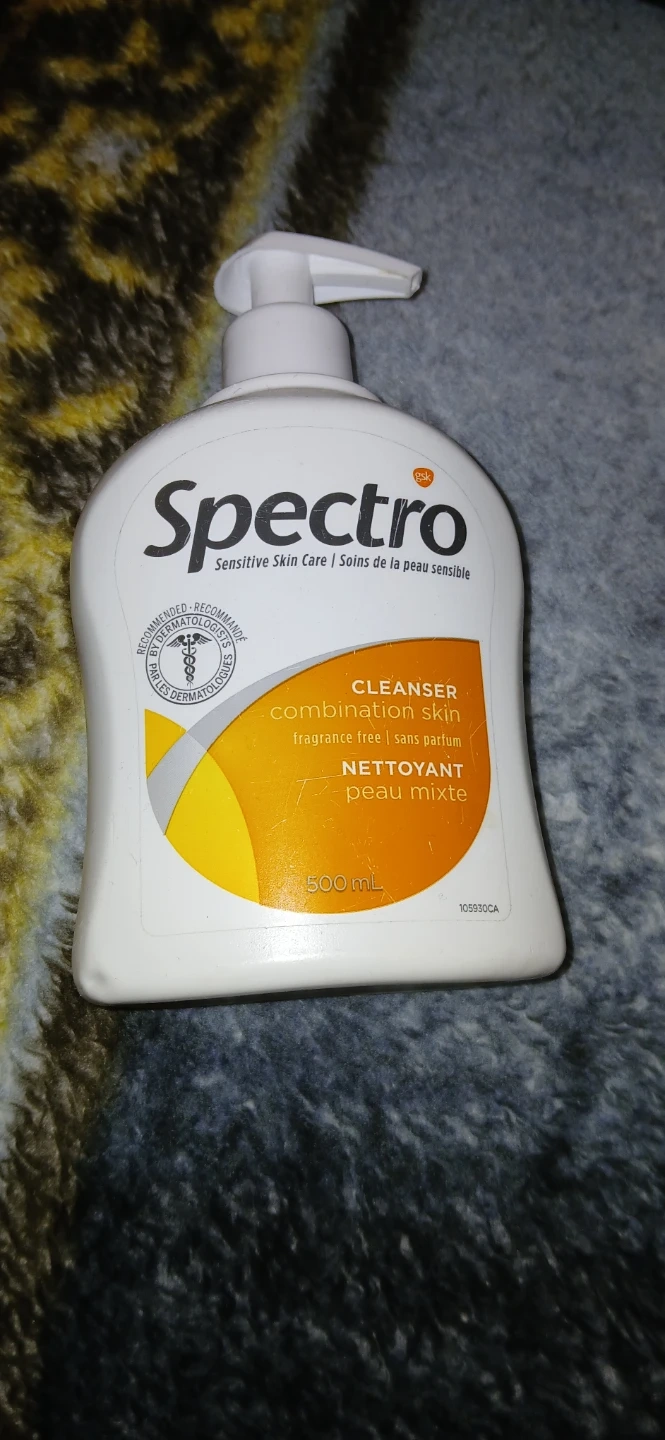 gsk
Spectro
Sensitive Skin Care | Soins de la peau sensible
RECOMMENDED · RECOMMANDÉ
BY DERMATOLOGISTS
PAR LES DERMATOLOGUES
CLEANSER
combination skin
fragrance free | sans parfum
NETTOYANT
peau mixte
500 mL
105930CA